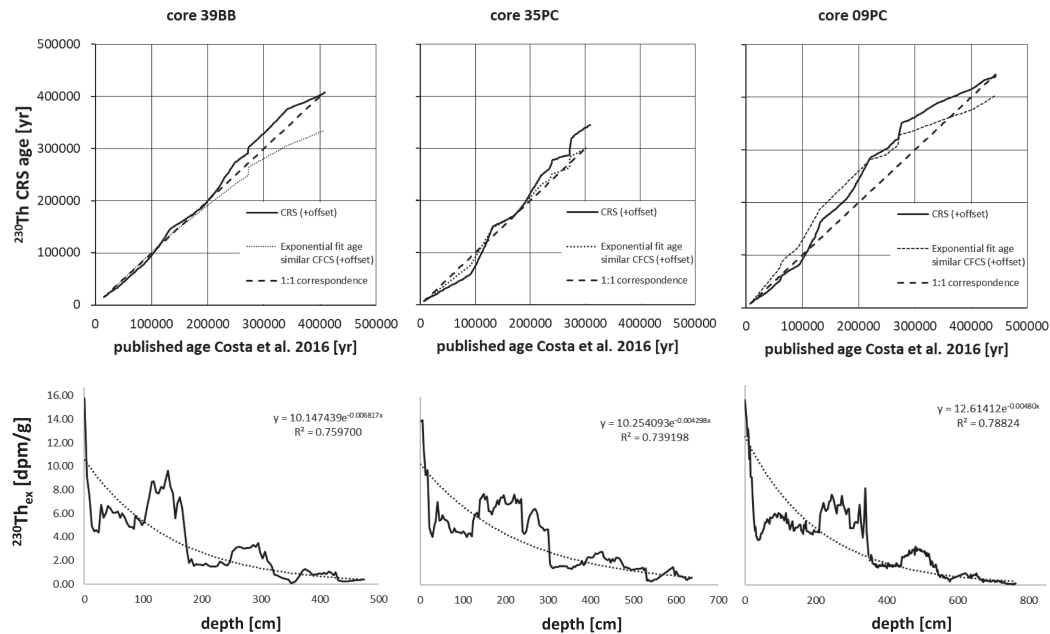 core 39BB
core 35PC
core 09PC
²³⁰Th CRS age [yr]
500000
400000
300000
200000
100000
0
CRS (+offset)
Exponential fit age
similar CFCS (+offset)
1:1 correspondence
0 100000 200000 300000 400000 500000
published age Costa et al. 2016 [yr]
CRS (+offset)
Exponential fit age
similar CFCS (+offset)
1:1 correspondence
0 100000 200000 300000 400000 500000
published age Costa et al. 2016 [yr]
CRS (+offset)
Exponential fit age
similar CFCS (+offset)
1:1 correspondence
100000 200000 300000 400000 500000
published age Costa et al. 2016 [yr]
²³⁰Thₑₓ [dpm/g]
16.00
14.00
12.00
10.00
8.00
6.00
4.00
2.00
0.00
y = 10.147439e⁻⁰·⁰⁰⁶⁸¹⁷ˣ
R² = 0.759700
0 100 200 300 400 500
depth [cm]
y = 10.254093e⁻⁰·⁰⁰⁴²⁹⁸ˣ
R² = 0.739198
0 100 200 300 400 500 600 700
depth [cm]
y = 12.61412e⁻⁰·⁰⁰⁴⁸⁰ˣ
R² = 0.78824
0 200 400 600 800
depth [cm]